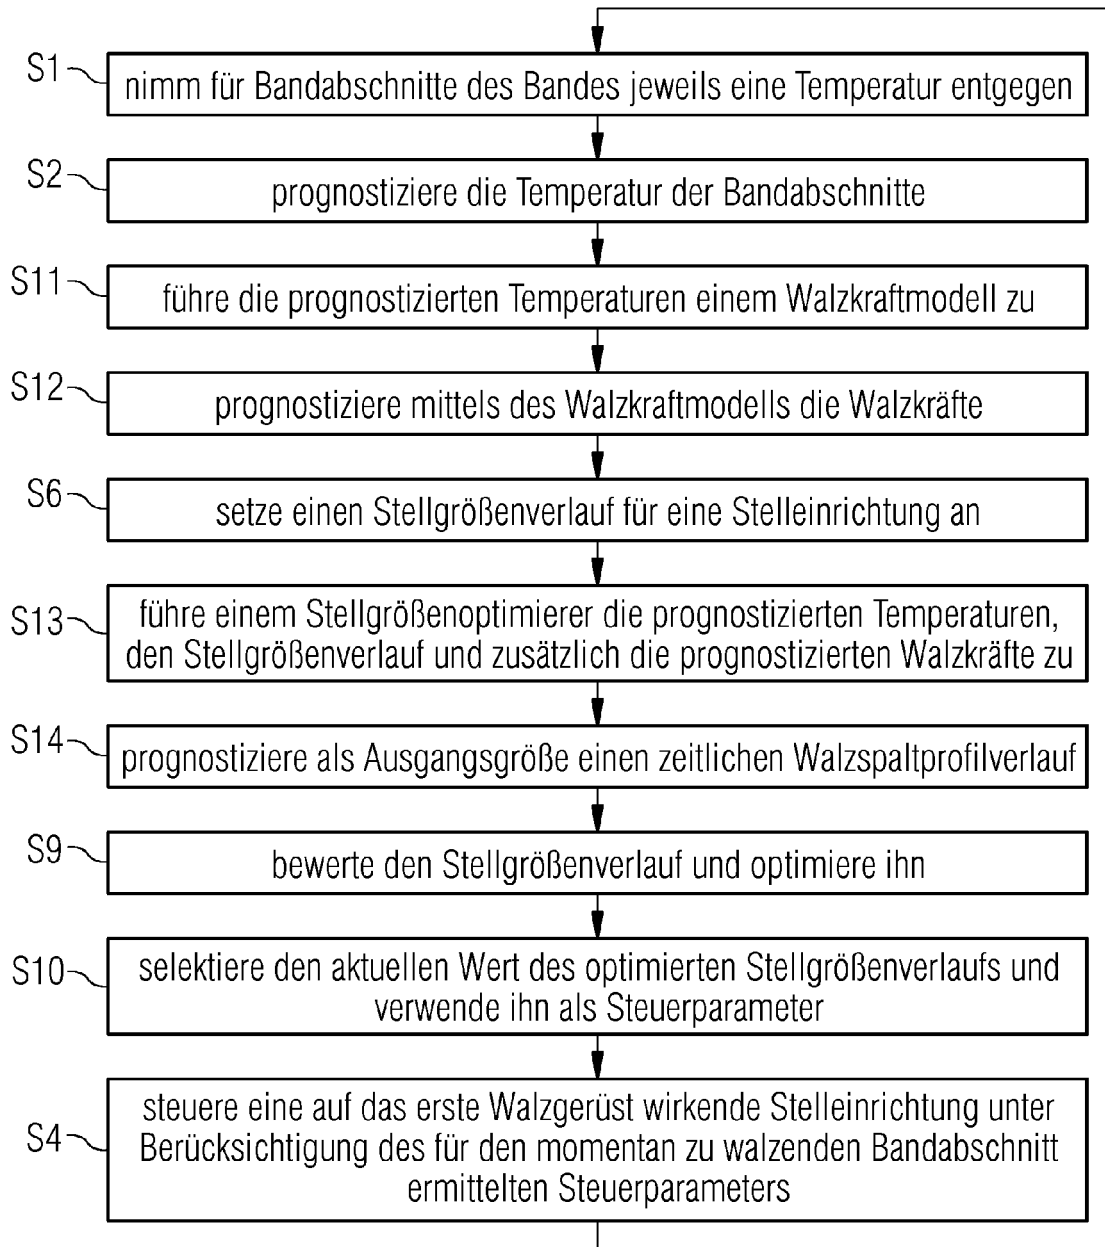 S1
nimm für Bandabschnitte des Bandes jeweils eine Temperatur entgegen
S2
prognostiziere die Temperatur der Bandabschnitte
S11
führe die prognostizierten Temperaturen einem Walzkraftmodell zu
S12
prognostiziere mittels des Walzkraftmodells die Walzkräfte
S6
setze einen Stellgrößenverlauf für eine Stelleinrichtung an
S13
führe einem Stellgrößenoptimierer die prognostizierten Temperaturen,
den Stellgrößenverlauf und zusätzlich die prognostizierten Walzkräfte zu
S14
prognostiziere als Ausgangsgröße einen zeitlichen Walzspaltprofilverlauf
S9
bewerte den Stellgrößenverlauf und optimiere ihn
S10
selektiere den aktuellen Wert des optimierten Stellgrößenverlaufs und
verwende ihn als Steuerparameter
S4
steuere eine auf das erste Walzgerüst wirkende Stelleinrichtung unter
Berücksichtigung des für den momentan zu walzenden Bandabschnitt
ermittelten Steuerparameters